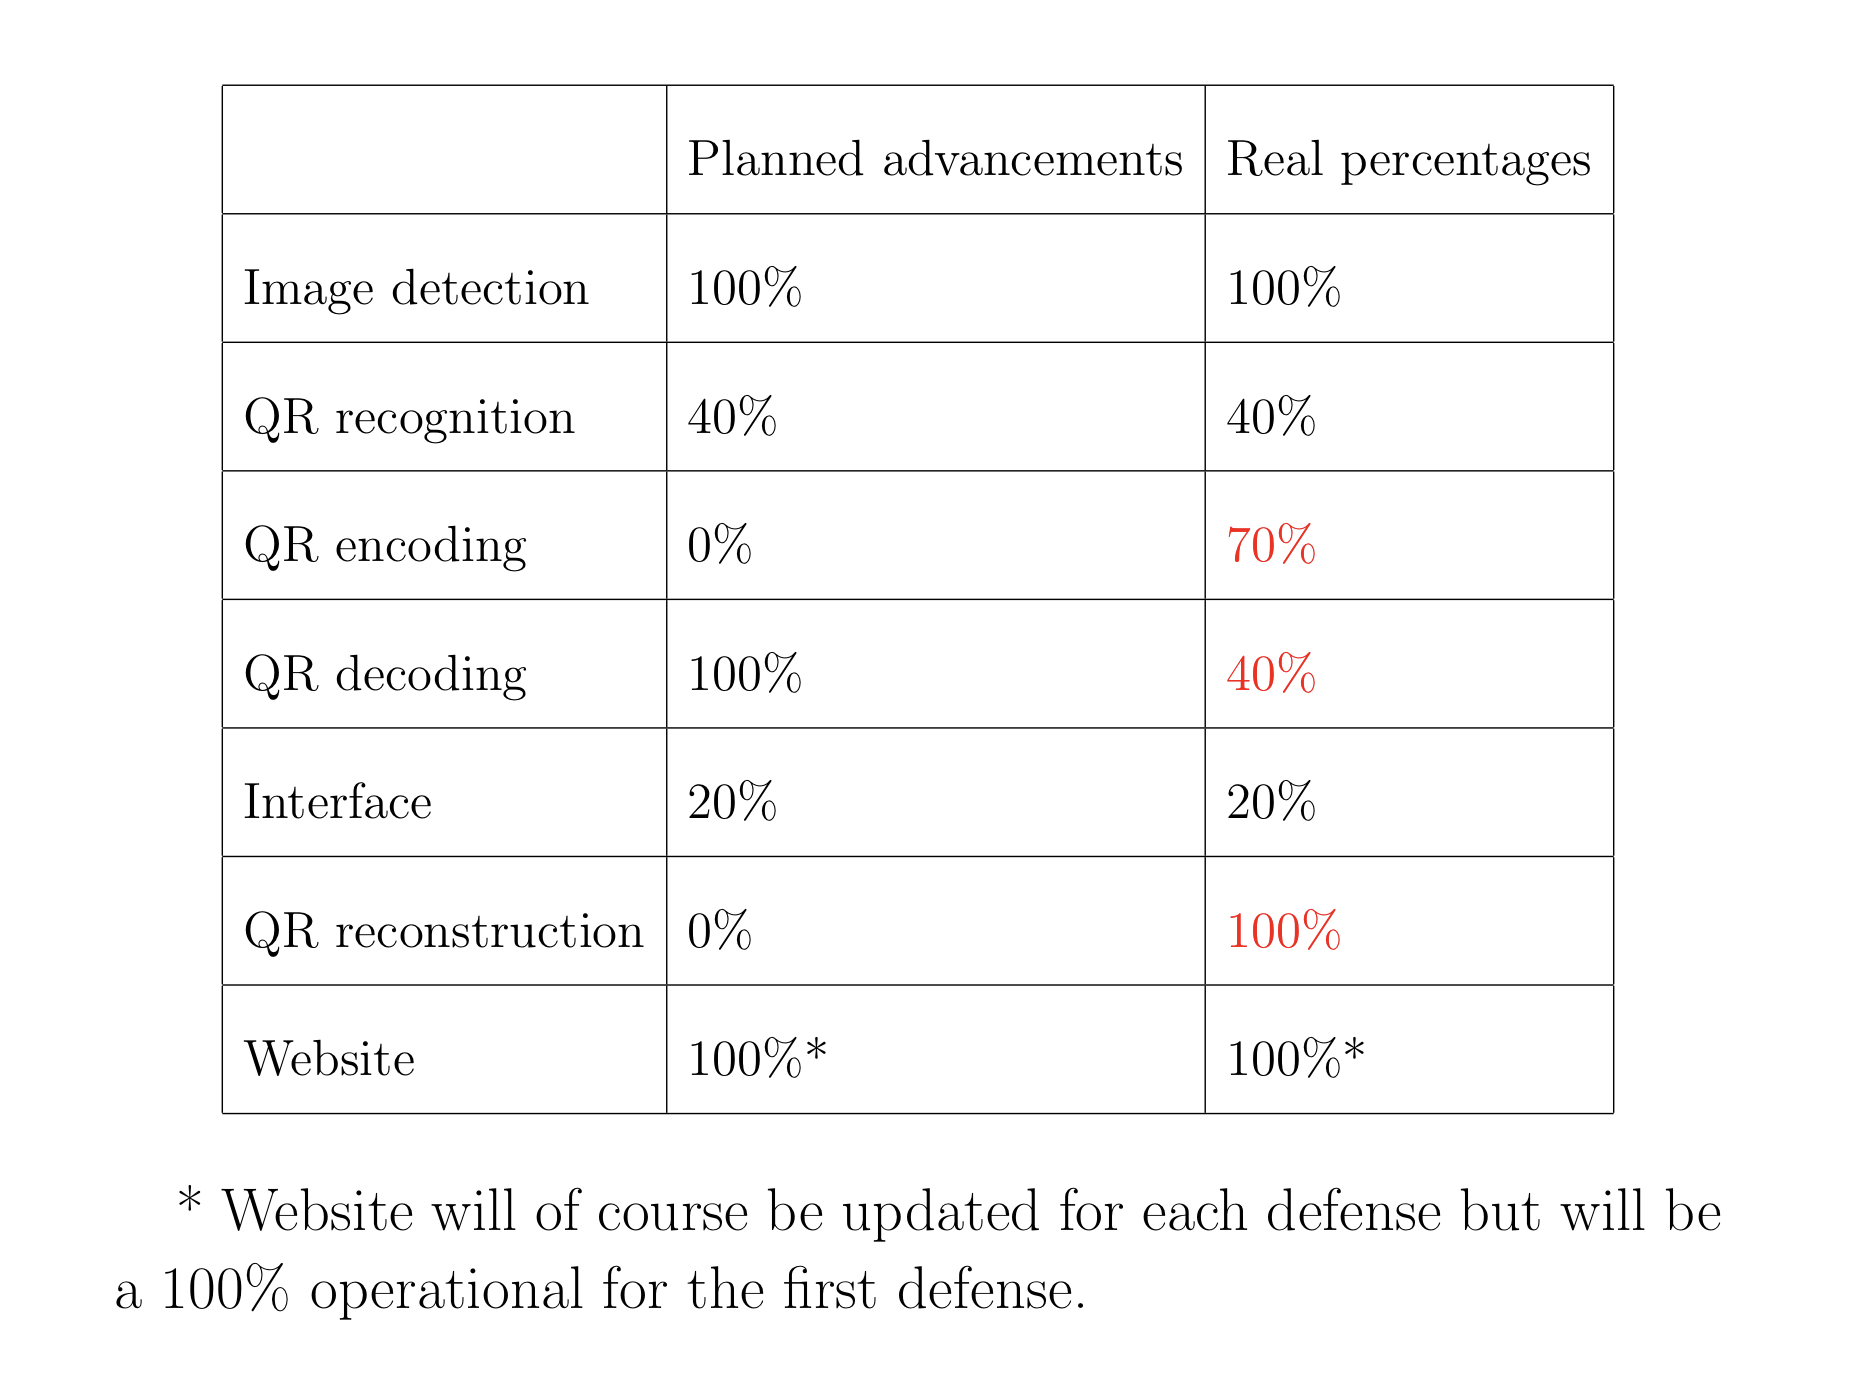 Planned advancements Real percentages
Image detection 100% 100%
QR recognition 40% 40%
QR encoding 0% 70%
QR decoding 100% 40%
Interface 20% 20%
QR reconstruction 0% 100%
Website 100%* 100%*
* Website will of course be updated for each defense but will be
a 100% operational for the first defense.